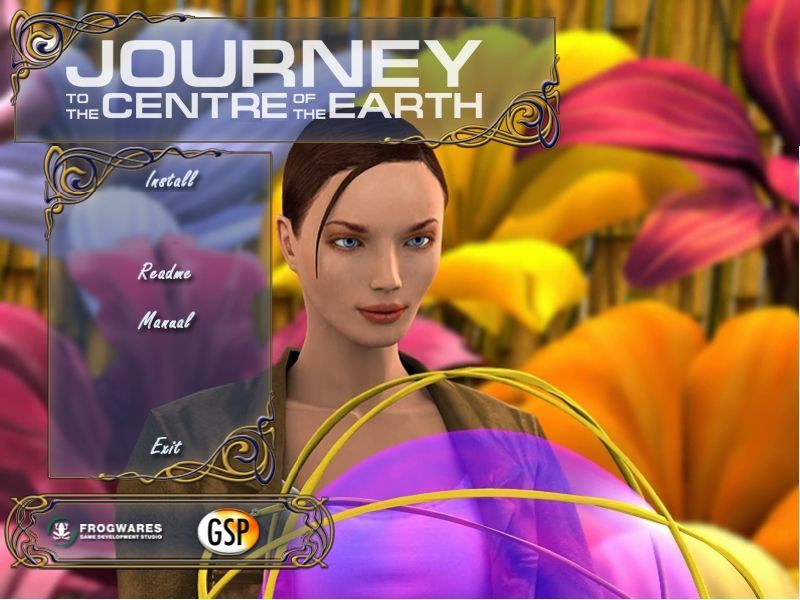 JOURNEY
TO THE CENTRE OF THE EARTH
Install
Readme
Manual
Exit
FROGWARES
GAME DEVELOPMENT STUDIO
GSP